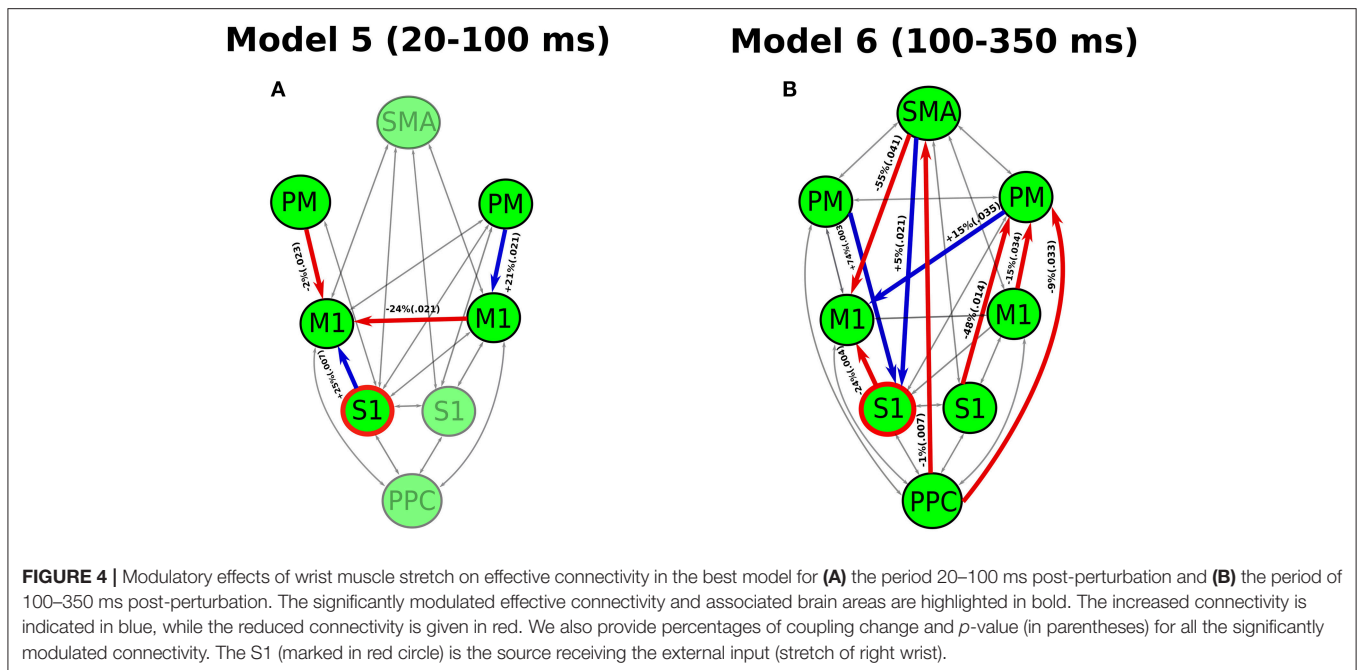 Model 5 (20-100 ms)
Model 6 (100-350 ms)
A
SMA
PM
PM
-2%(.023)
+21%(.021)
M1
-24%(.021)
M1
+25%(.007)
S1
S1
PPC
B
SMA
-55%(.041)
PM
PM
+74%(.003
+5%(.021)
+15%(.035)
-15%(.034)
-9%(.033)
M1
M1
-48%(.014)
-24%(.004)
S1
S1
-1%(.007)
PPC
FIGURE 4 | Modulatory effects of wrist muscle stretch on effective connectivity in the best model for (A) the period 20–100 ms post-perturbation and (B) the period of
100–350 ms post-perturbation. The significantly modulated effective connectivity and associated brain areas are highlighted in bold. The increased connectivity is
indicated in blue, while the reduced connectivity is given in red. We also provide percentages of coupling change and p-value (in parentheses) for all the significantly
modulated connectivity. The S1 (marked in red circle) is the source receiving the external input (stretch of right wrist).